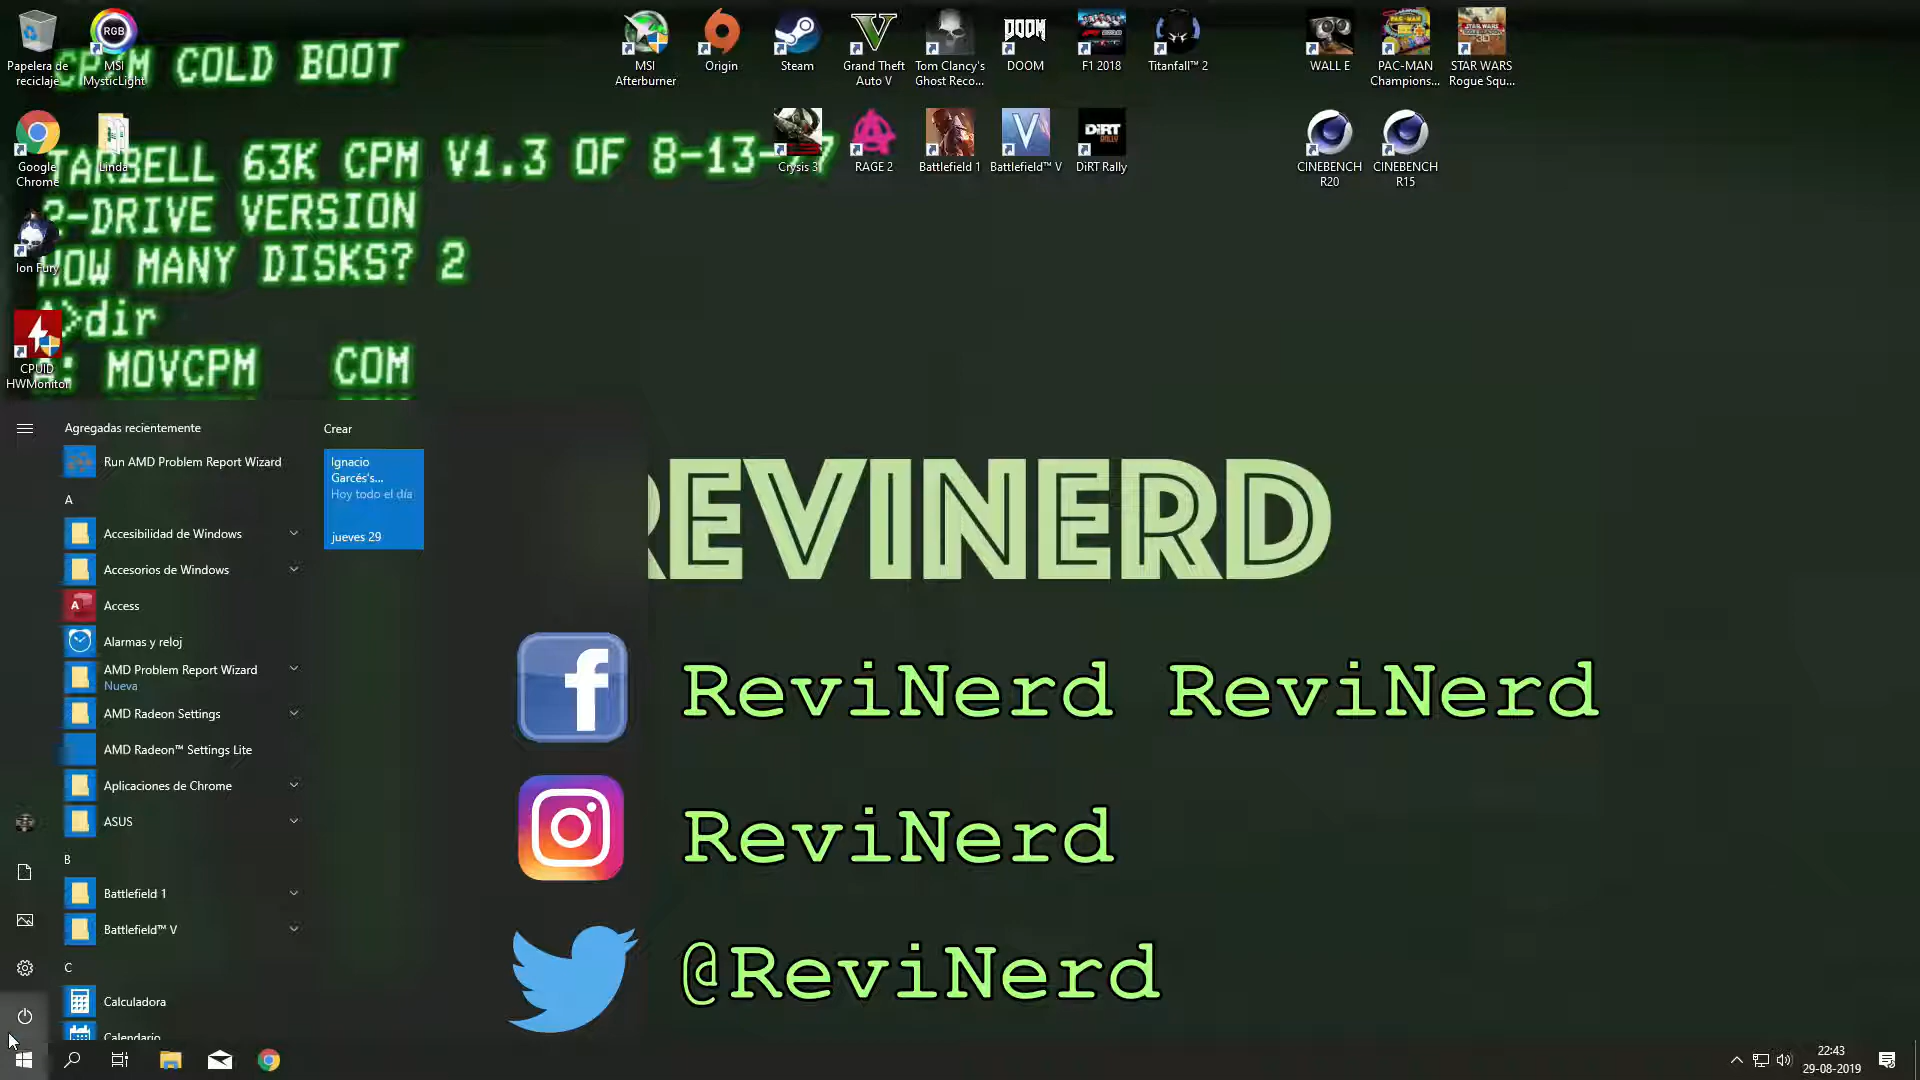 CP/M COLD BOOT
TARBELL 63K CPM V1.3 OF 8-13-
2-DRIVE VERSION
HOW MANY DISKS? 2
>dir
: MOVCPM COM
Papelera de
reciclaje
MSI
MysticLight
MSI
Afterburner
Origin
Steam
Grand Theft
Auto V
Tom Clancy's
Ghost Reco...
DOOM
F1 2018
Titanfall™ 2
WALL E
PAC-MAN
Champions...
STAR WARS
Rogue Squ...
Google
Chrome
Linda
Crysis 3
RAGE 2
Battlefield 1
Battlefield™ V
DiRT Rally
CINEBENCH
R20
CINEBENCH
R15
Ion Fury
CPUID
HWMonitor
Agregadas recientemente
Run AMD Problem Report Wizard
A
Accesibilidad de Windows
Accesorios de Windows
Access
Alarmas y reloj
AMD Problem Report Wizard
Nueva
AMD Radeon Settings
AMD Radeon™ Settings Lite
Aplicaciones de Chrome
ASUS
B
Battlefield 1
Battlefield™ V
C
Calculadora
Calendario
Crear
Ignacio
Garcés's...
Hoy todo el día
jueves 29
REVINERD
ReviNerd ReviNerd
ReviNerd
@ReviNerd
22:43
29-08-2019